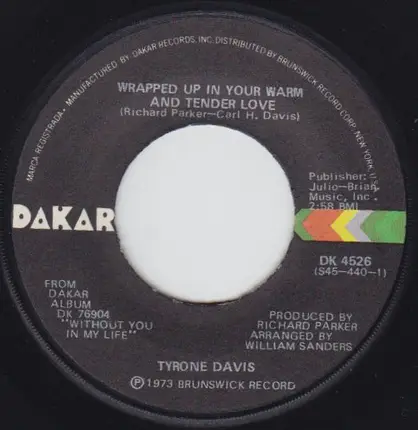 MARCA REGISTRADA • MANUFACTURED BY DAKAR RECORDS, INC. DISTRIBUTED BY BRUNSWICK RECORD CORP. NEW YORK, U.
WRAPPED UP IN YOUR WARM
AND TENDER LOVE
(Richard Parker—Carl H. Davis)
Publisher:
Julio—Brian
Music, Inc.
2:58 BMI
DAKAR
DK 4526
(S45-440-1)
FROM
DAKAR
ALBUM
DK 76904
"WITHOUT YOU
IN MY LIFE"
PRODUCED BY
RICHARD PARKER
ARRANGED BY
WILLIAM SANDERS
TYRONE DAVIS
Ⓟ 1973 BRUNSWICK RECORD